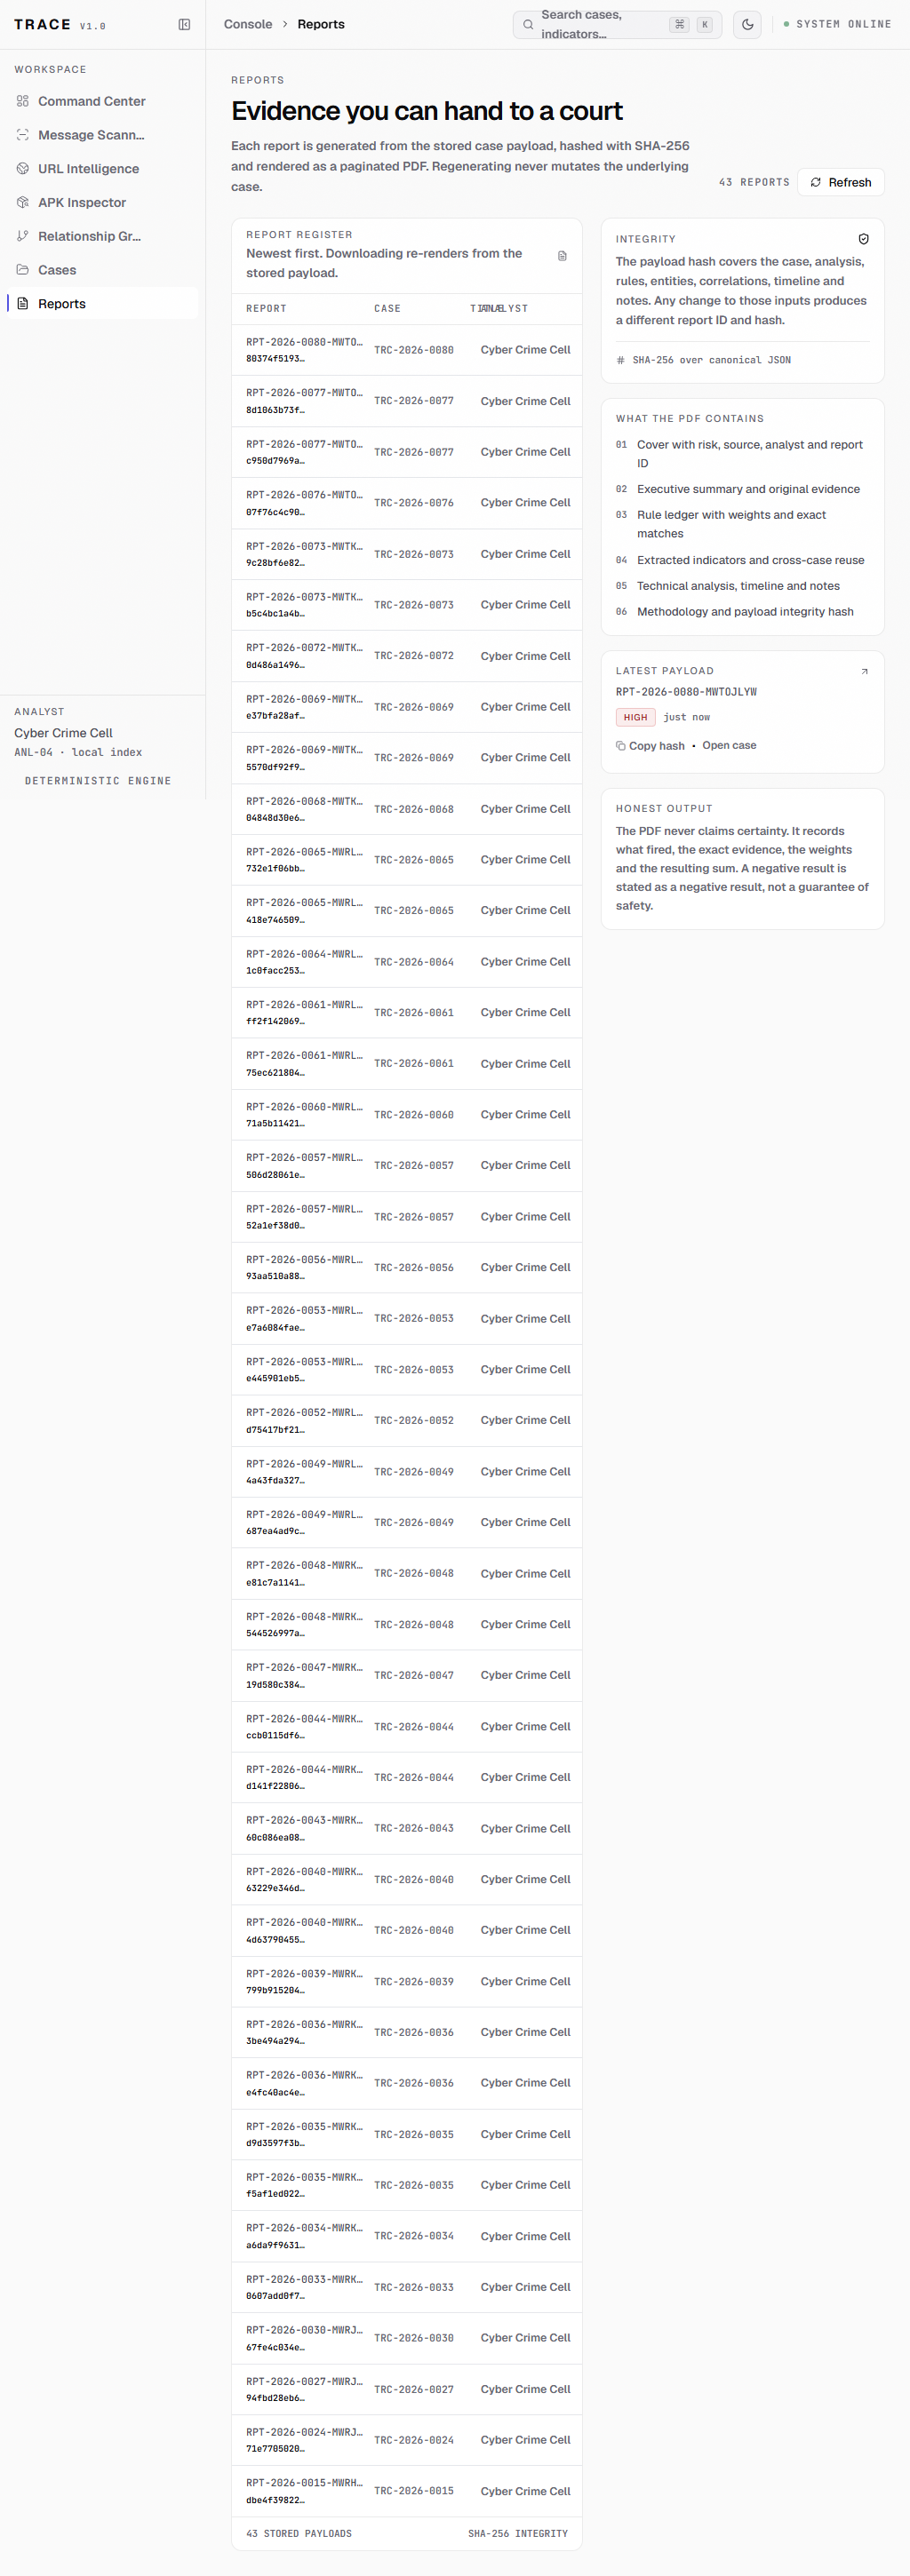 TRACE V1.0
Console > Reports
Search cases, indicators…
⌘ K
SYSTEM ONLINE
WORKSPACE
Command Center
Message Scann…
URL Intelligence
APK Inspector
Relationship Gr…
Cases
Reports
ANALYST
Cyber Crime Cell
ANL-04 · local index
DETERMINISTIC ENGINE
REPORTS
Evidence you can hand to a court
Each report is generated from the stored case payload, hashed with SHA-256
and rendered as a paginated PDF. Regenerating never mutates the underlying
case.
43 REPORTS
Refresh
REPORT REGISTER
Newest first. Downloading re-renders from the
stored payload.
REPORT CASE ANALYST
RPT-2026-0080-MWTO… TRC-2026-0080 Cyber Crime Cell
80374f5193…
RPT-2026-0077-MWTO… TRC-2026-0077 Cyber Crime Cell
8d1063b73f…
RPT-2026-0077-MWTO… TRC-2026-0077 Cyber Crime Cell
c950d7969a…
RPT-2026-0076-MWTO… TRC-2026-0076 Cyber Crime Cell
07f76c4c90…
RPT-2026-0073-MWTK… TRC-2026-0073 Cyber Crime Cell
9c28bf6e82…
RPT-2026-0073-MWTK… TRC-2026-0073 Cyber Crime Cell
b5c4bc1a4b…
RPT-2026-0072-MWTK… TRC-2026-0072 Cyber Crime Cell
0d486a1496…
RPT-2026-0069-MWTK… TRC-2026-0069 Cyber Crime Cell
e37bfa28af…
RPT-2026-0069-MWTK… TRC-2026-0069 Cyber Crime Cell
5570df92f9…
RPT-2026-0068-MWTK… TRC-2026-0068 Cyber Crime Cell
04848d30e6…
RPT-2026-0065-MWRL… TRC-2026-0065 Cyber Crime Cell
732e1f06bb…
RPT-2026-0065-MWRL… TRC-2026-0065 Cyber Crime Cell
418e746509…
RPT-2026-0064-MWRL… TRC-2026-0064 Cyber Crime Cell
1c0facc253…
RPT-2026-0061-MWRL… TRC-2026-0061 Cyber Crime Cell
ff2f142069…
RPT-2026-0061-MWRL… TRC-2026-0061 Cyber Crime Cell
75ec621804…
RPT-2026-0060-MWRL… TRC-2026-0060 Cyber Crime Cell
71a5b11421…
RPT-2026-0057-MWRL… TRC-2026-0057 Cyber Crime Cell
506d28061e…
RPT-2026-0057-MWRL… TRC-2026-0057 Cyber Crime Cell
52a1ef38d0…
RPT-2026-0056-MWRL… TRC-2026-0056 Cyber Crime Cell
93aa510a88…
RPT-2026-0053-MWRL… TRC-2026-0053 Cyber Crime Cell
e7a6084fae…
RPT-2026-0053-MWRL… TRC-2026-0053 Cyber Crime Cell
e445901eb5…
RPT-2026-0052-MWRL… TRC-2026-0052 Cyber Crime Cell
d75417bf21…
RPT-2026-0049-MWRL… TRC-2026-0049 Cyber Crime Cell
4a43fda327…
RPT-2026-0049-MWRL… TRC-2026-0049 Cyber Crime Cell
687ea4ad9c…
RPT-2026-0048-MWRK… TRC-2026-0048 Cyber Crime Cell
e81c7a1141…
RPT-2026-0048-MWRK… TRC-2026-0048 Cyber Crime Cell
544526997a…
RPT-2026-0047-MWRK… TRC-2026-0047 Cyber Crime Cell
19d580c384…
RPT-2026-0044-MWRK… TRC-2026-0044 Cyber Crime Cell
ccb0115df6…
RPT-2026-0044-MWRK… TRC-2026-0044 Cyber Crime Cell
d141f22806…
RPT-2026-0043-MWRK… TRC-2026-0043 Cyber Crime Cell
60c086ea08…
RPT-2026-0040-MWRK… TRC-2026-0040 Cyber Crime Cell
63229e346d…
RPT-2026-0040-MWRK… TRC-2026-0040 Cyber Crime Cell
4d63790455…
RPT-2026-0039-MWRK… TRC-2026-0039 Cyber Crime Cell
799b915204…
RPT-2026-0036-MWRK… TRC-2026-0036 Cyber Crime Cell
3be494a294…
RPT-2026-0036-MWRK… TRC-2026-0036 Cyber Crime Cell
e4fc40ac4e…
RPT-2026-0035-MWRK… TRC-2026-0035 Cyber Crime Cell
d9d3597f3b…
RPT-2026-0035-MWRK… TRC-2026-0035 Cyber Crime Cell
f5af1ed022…
RPT-2026-0034-MWRK… TRC-2026-0034 Cyber Crime Cell
a6da9f9631…
RPT-2026-0033-MWRK… TRC-2026-0033 Cyber Crime Cell
0607add0f7…
RPT-2026-0030-MWRJ… TRC-2026-0030 Cyber Crime Cell
67fe4c034e…
RPT-2026-0027-MWRJ… TRC-2026-0027 Cyber Crime Cell
94fbd28eb6…
RPT-2026-0024-MWRJ… TRC-2026-0024 Cyber Crime Cell
71e7705020…
RPT-2026-0015-MWRH… TRC-2026-0015 Cyber Crime Cell
dbe4f39822…
43 STORED PAYLOADS SHA-256 INTEGRITY
INTEGRITY
The payload hash covers the case, analysis,
rules, entities, correlations, timeline and
notes. Any change to those inputs produces
a different report ID and hash.
# SHA-256 over canonical JSON
WHAT THE PDF CONTAINS
01 Cover with risk, source, analyst and report
ID
02 Executive summary and original evidence
03 Rule ledger with weights and exact
matches
04 Extracted indicators and cross-case reuse
05 Technical analysis, timeline and notes
06 Methodology and payload integrity hash
LATEST PAYLOAD
RPT-2026-0080-MWTOJLYW
HIGH just now
Copy hash · Open case
HONEST OUTPUT
The PDF never claims certainty. It records
what fired, the exact evidence, the weights
and the resulting sum. A negative result is
stated as a negative result, not a guarantee of
safety.